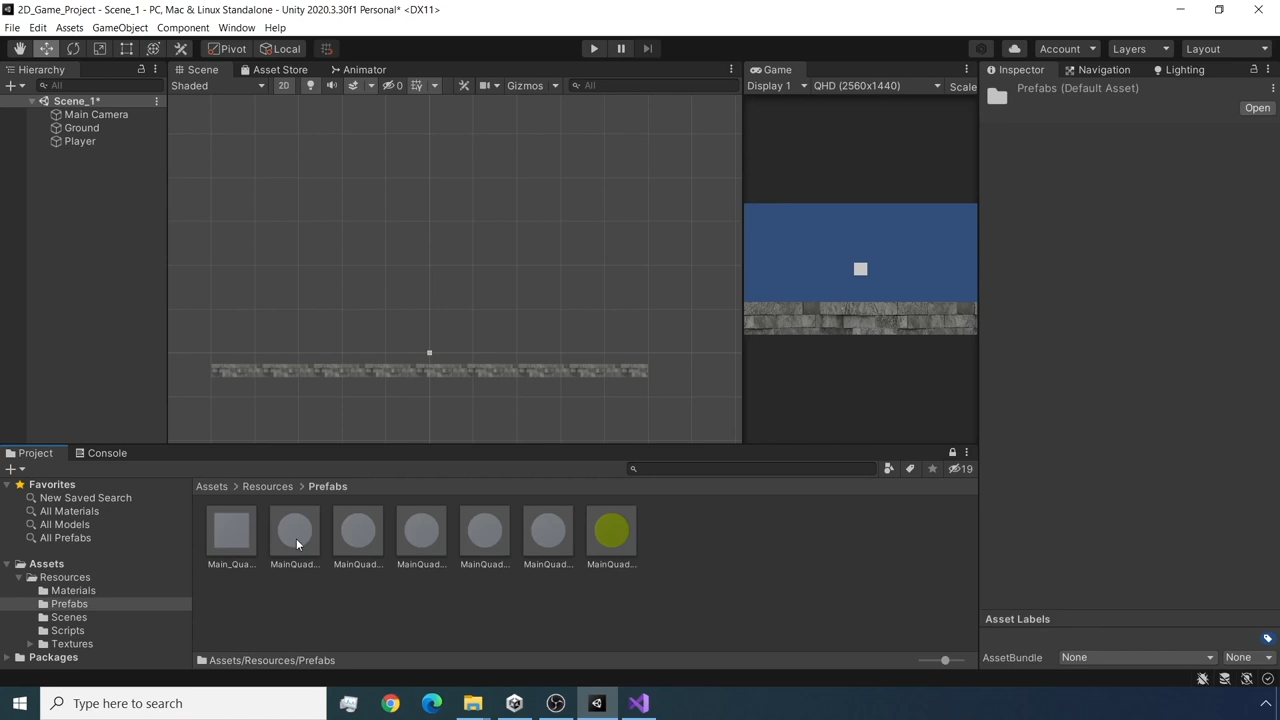 2D_Game_Project - Scene_1 - PC, Mac & Linux Standalone - Unity 2020.3.30f1 Personal* <DX11>
File Edit Assets GameObject Component Window Help
Pivot Local Account Layers Layout
Hierarchy Scene Asset Store Animator Game Inspector Navigation Lighting
All Shaded 2D 0 Gizmos All Display 1 QHD (2560x1440) Scale Prefabs (Default Asset)
Open
Scene_1*
Main Camera
Ground
Player
Project Console
19
Favorites
New Saved Search
All Materials
All Models
All Prefabs
Assets
Resources
Materials
Prefabs
Scenes
Scripts
Textures
Packages
Assets > Resources > Prefabs
Main_Qua... MainQuad... MainQuad... MainQuad... MainQuad... MainQuad... MainQuad...
Assets/Resources/Prefabs
Asset Labels
AssetBundle None None
Type here to search